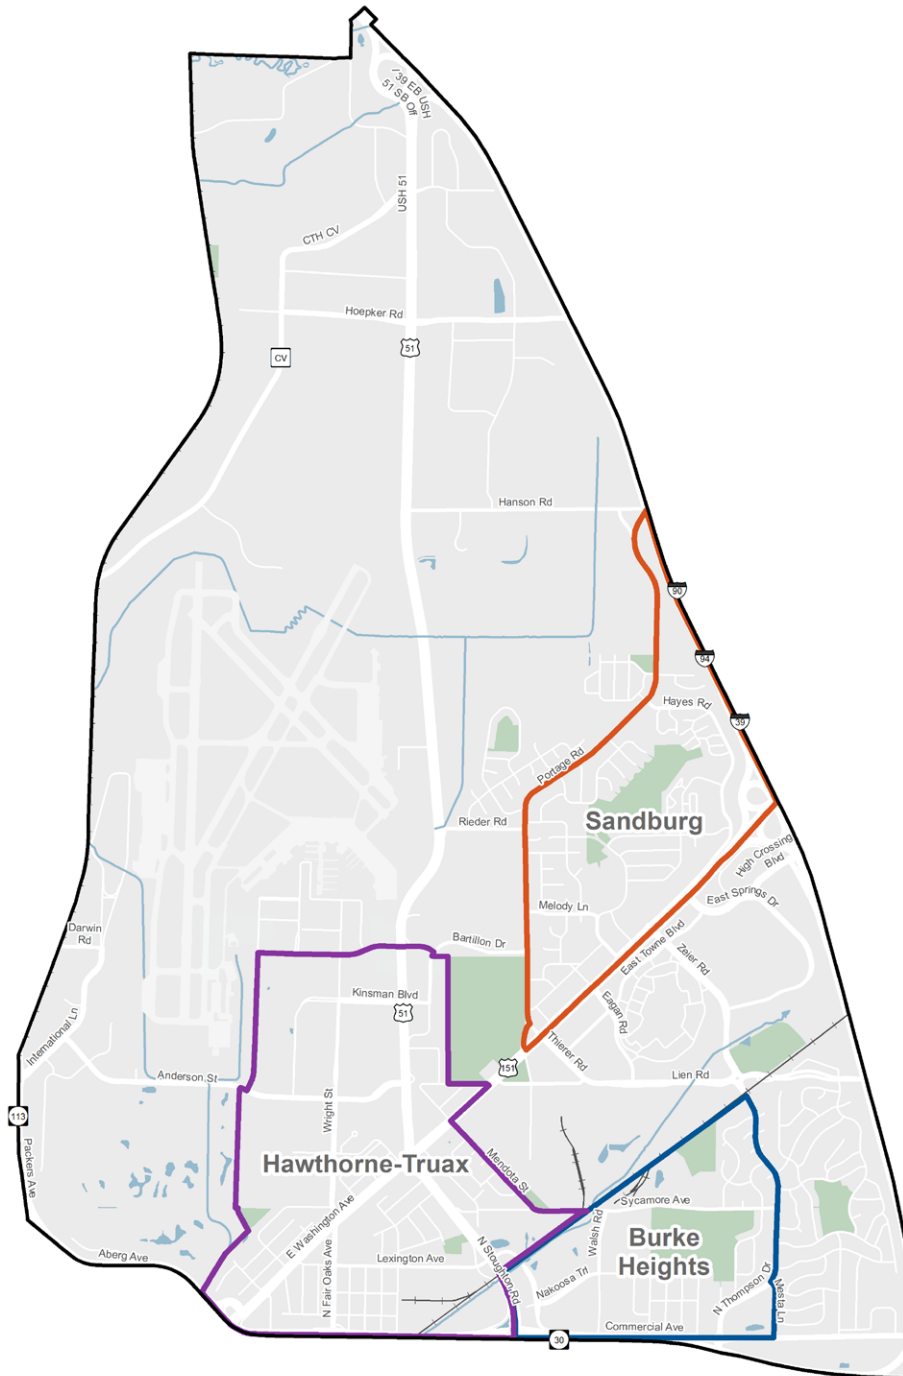 /39 EB USH
51 SB Off
USH 51
CTH CV
Hoepker Rd
51
CV
Hanson Rd
90
94
Hayes Rd
39
Portage Rd
Sandburg
Rieder Rd
High Crossing
Blvd
East Springs Dr
Melody Ln
Darwin
Rd
East Towne Blvd
Bartillon Dr
Zeier Rd
Kinsman Blvd
Eagan Rd
51
International Ln
Thierer Rd
151
Anderson St
Lien Rd
Wright St
113
Packers Ave
Hawthorne-Truax
Mendota St
Sycamore Ave
E Washington Ave
Walsh Rd
Burke
Heights
Aberg Ave
Lexington Ave
N Stoughton Rd
N Fair Oaks Ave
Nakoosa Trl
N Thompson Dr
Mesta Ln
Commercial Ave
30